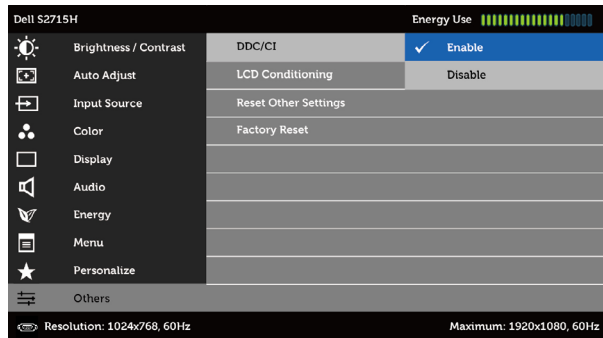 Dell S2715H Energy Use
Brightness / Contrast DDC/CI Enable
Auto Adjust LCD Conditioning Disable
Input Source Reset Other Settings
Color Factory Reset
Display
Audio
Energy
Menu
Personalize
Others
Resolution: 1024x768, 60Hz Maximum: 1920x1080, 60Hz